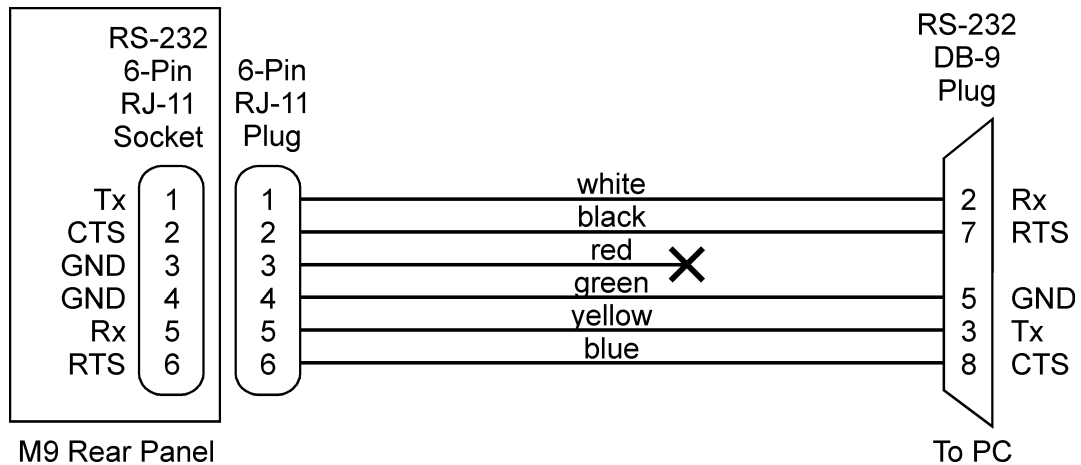 RS-232
6-Pin
RJ-11
Socket
6-Pin
RJ-11
Plug
RS-232
DB-9
Plug
Tx 1 1 white 2 Rx
CTS 2 2 black 7 RTS
GND 3 3 red
GND 4 4 green 5 GND
Rx 5 5 yellow 3 Tx
RTS 6 6 blue 8 CTS
M9 Rear Panel
To PC